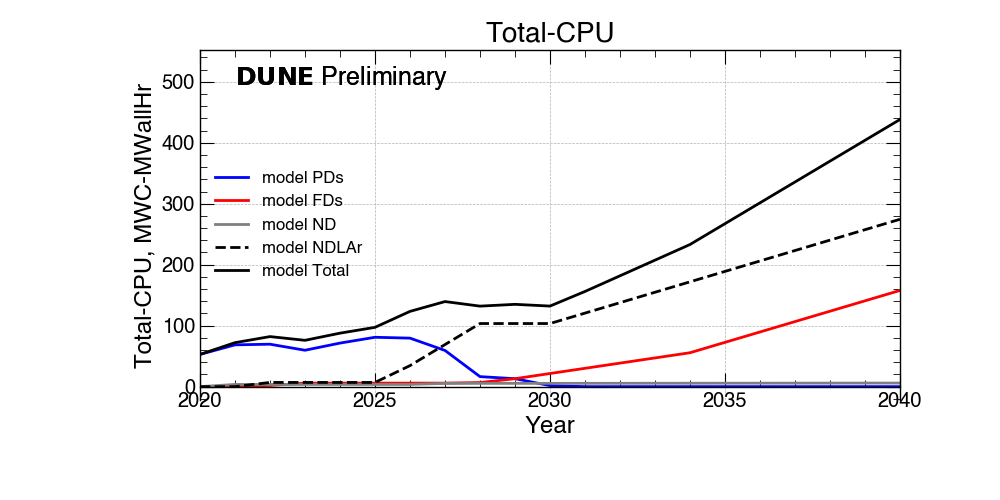 Total-CPU
DUNE Preliminary
Total-CPU, MWC-MWallHr
500
400
300
200
100
0
model PDs
model FDs
model ND
model NDLAr
model Total
2020
2025
2030
2035
2040
Year